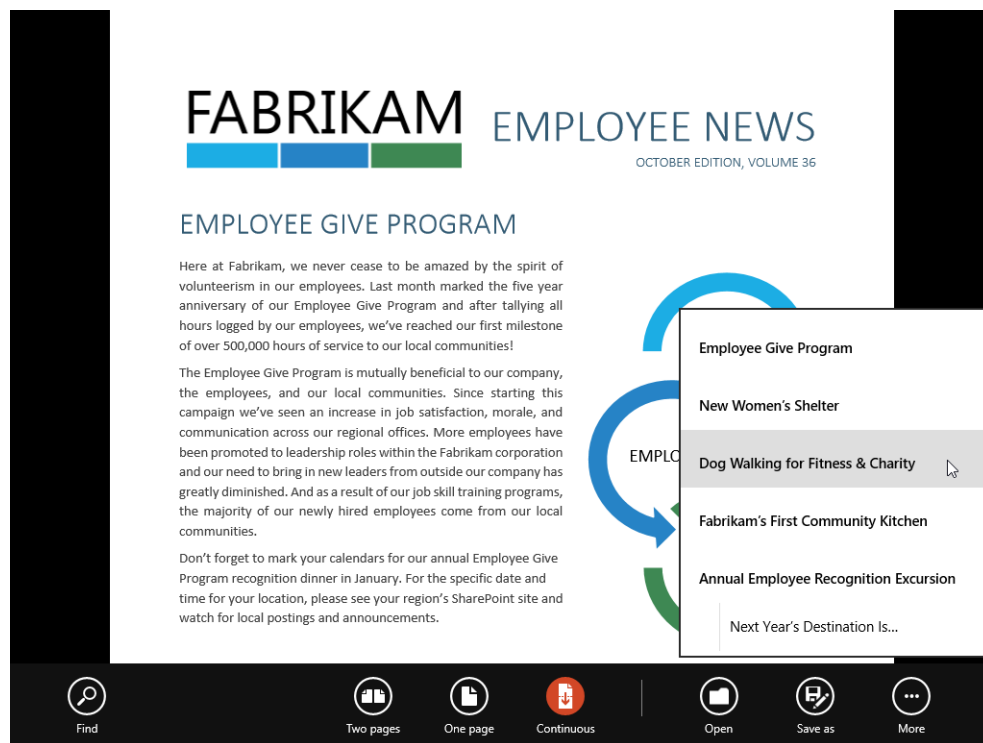 FABRIKAM
EMPLOYEE NEWS
OCTOBER EDITION, VOLUME 36
EMPLOYEE GIVE PROGRAM
Here at Fabrikam, we never cease to be amazed by the spirit of
volunteerism in our employees. Last month marked the five year
anniversary of our Employee Give Program and after tallying all
hours logged by our employees, we’ve reached our first milestone
of over 500,000 hours of service to our local communities!
The Employee Give Program is mutually beneficial to our company,
the employees, and our local communities. Since starting this
campaign we’ve seen an increase in job satisfaction, morale, and
communication across our regional offices. More employees have
been promoted to leadership roles within the Fabrikam corporation
and our need to bring in new leaders from outside our company has
greatly diminished. And as a result of our job skill training programs,
the majority of our newly hired employees come from our local
communities.
Don’t forget to mark your calendars for our annual Employee Give
Program recognition dinner in January. For the specific date and
time for your location, please see your region’s SharePoint site and
watch for local postings and announcements.
EMPLO
Employee Give Program
New Women’s Shelter
Dog Walking for Fitness & Charity
Fabrikam’s First Community Kitchen
Annual Employee Recognition Excursion
Next Year’s Destination Is...
Find
Two pages
One page
Continuous
Open
Save as
More